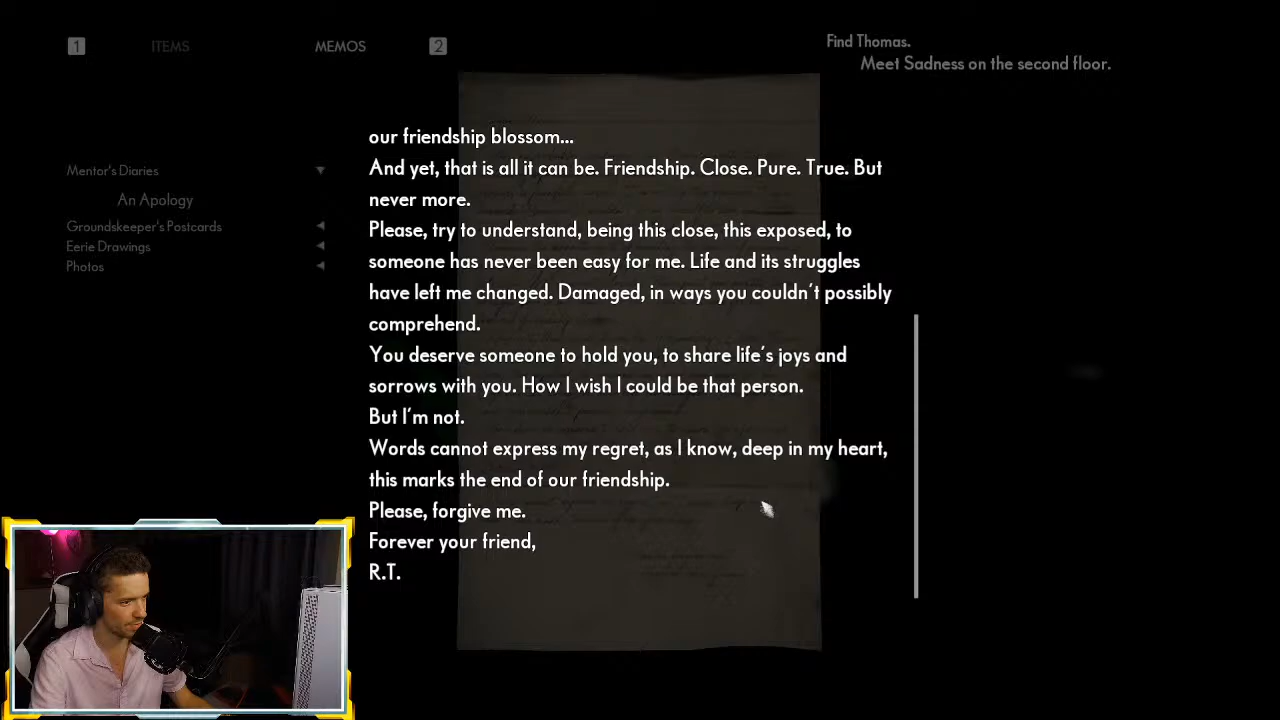 1
ITEMS
MEMOS
2
Find Thomas.
Meet Sadness on the second floor.
Mentor's Diaries
An Apology
Groundskeeper's Postcards
Eerie Drawings
Photos
our friendship blossom...
And yet, that is all it can be. Friendship. Close. Pure. True. But
never more.
Please, try to understand, being this close, this exposed, to
someone has never been easy for me. Life and its struggles
have left me changed. Damaged, in ways you couldn't possibly
comprehend.
You deserve someone to hold you, to share life's joys and
sorrows with you. How I wish I could be that person.
But I'm not.
Words cannot express my regret, as I know, deep in my heart,
this marks the end of our friendship.
Please, forgive me.
Forever your friend,
R.T.